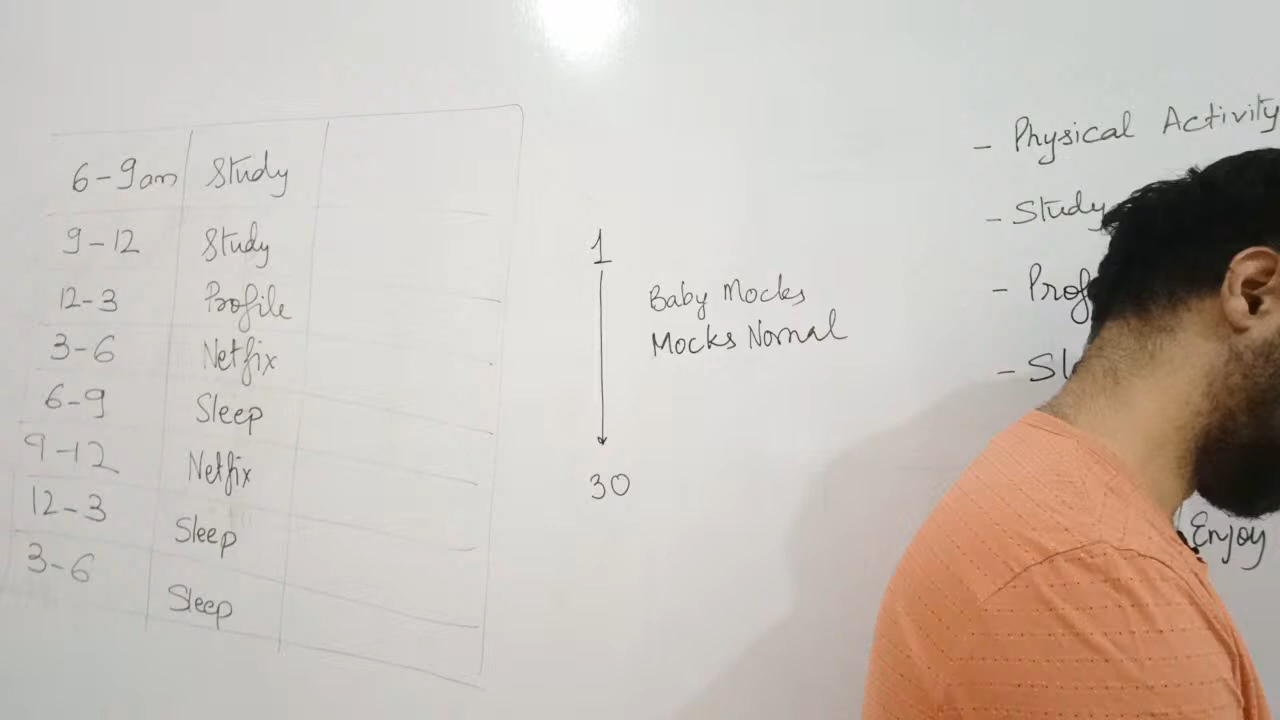 6-9am Study
9-12 Study
12-3 Profile
3-6 Netfix
6-9 Sleep
9-12 Netfix
12-3 Sleep
3-6 Sleep
1
Baby Mocks
Mocks Normal
30
- Physical Activity
- Study
- Prof
- Sl
Enjoy